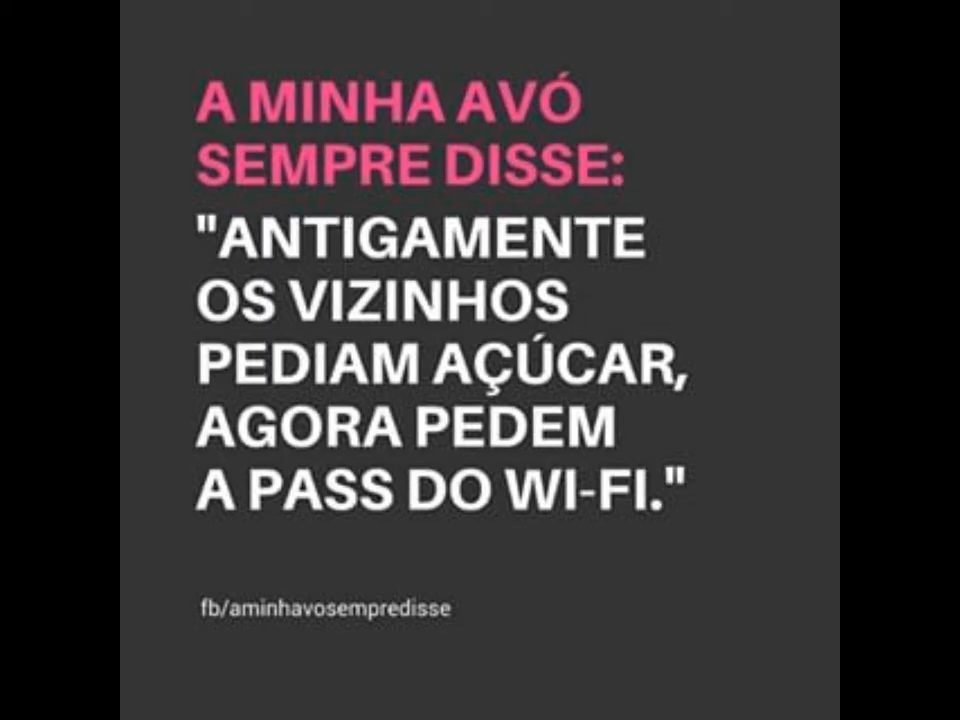 A MINHA AVÓ
SEMPRE DISSE:
"ANTIGAMENTE
OS VIZINHOS
PEDIAM AÇÚCAR,
AGORA PEDEM
A PASS DO WI-FI."
fb/aminhavosempredisse